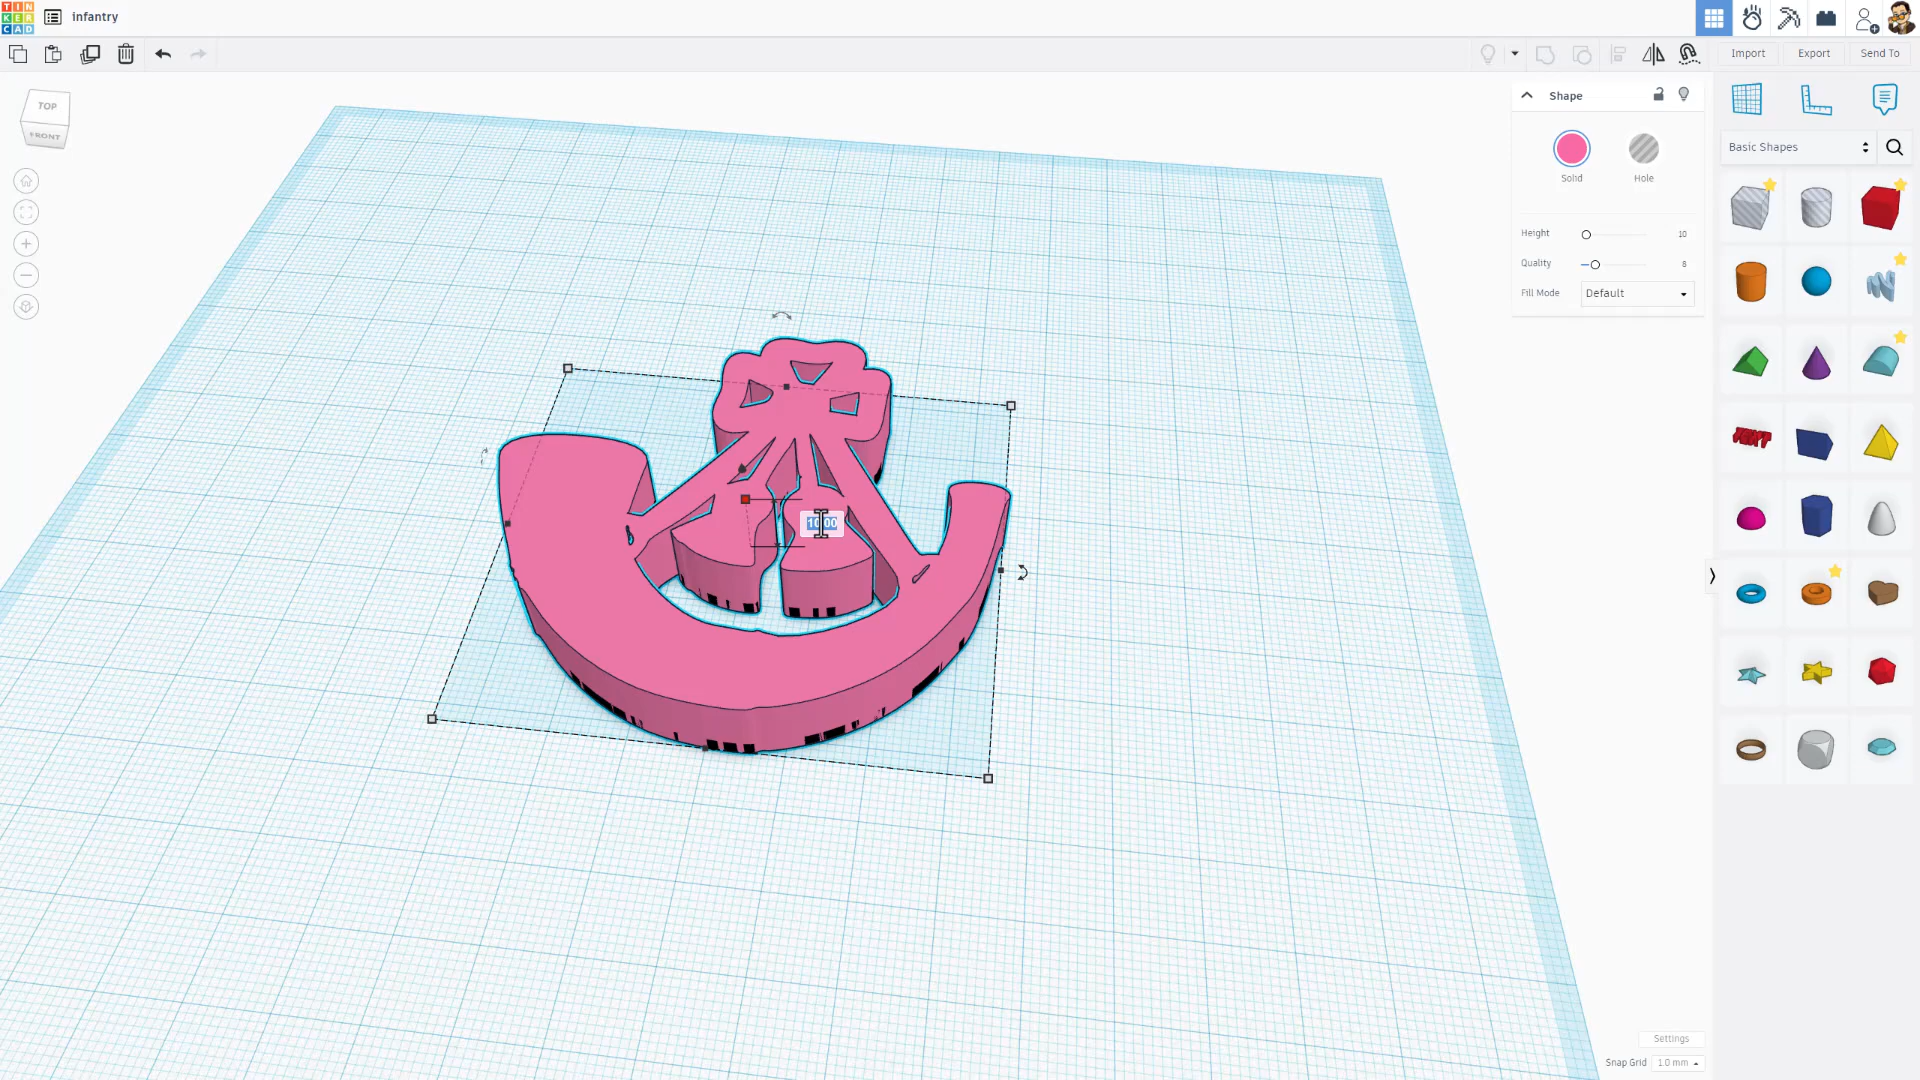 TIN
KER
CAD
infantry
Import
Export
Send To
TOP
FRONT
Shape
Solid
Hole
Height
10
Quality
8
Fill Mode
Default
Basic Shapes
TEXT
10.00
Settings
Snap Grid
1.0 mm